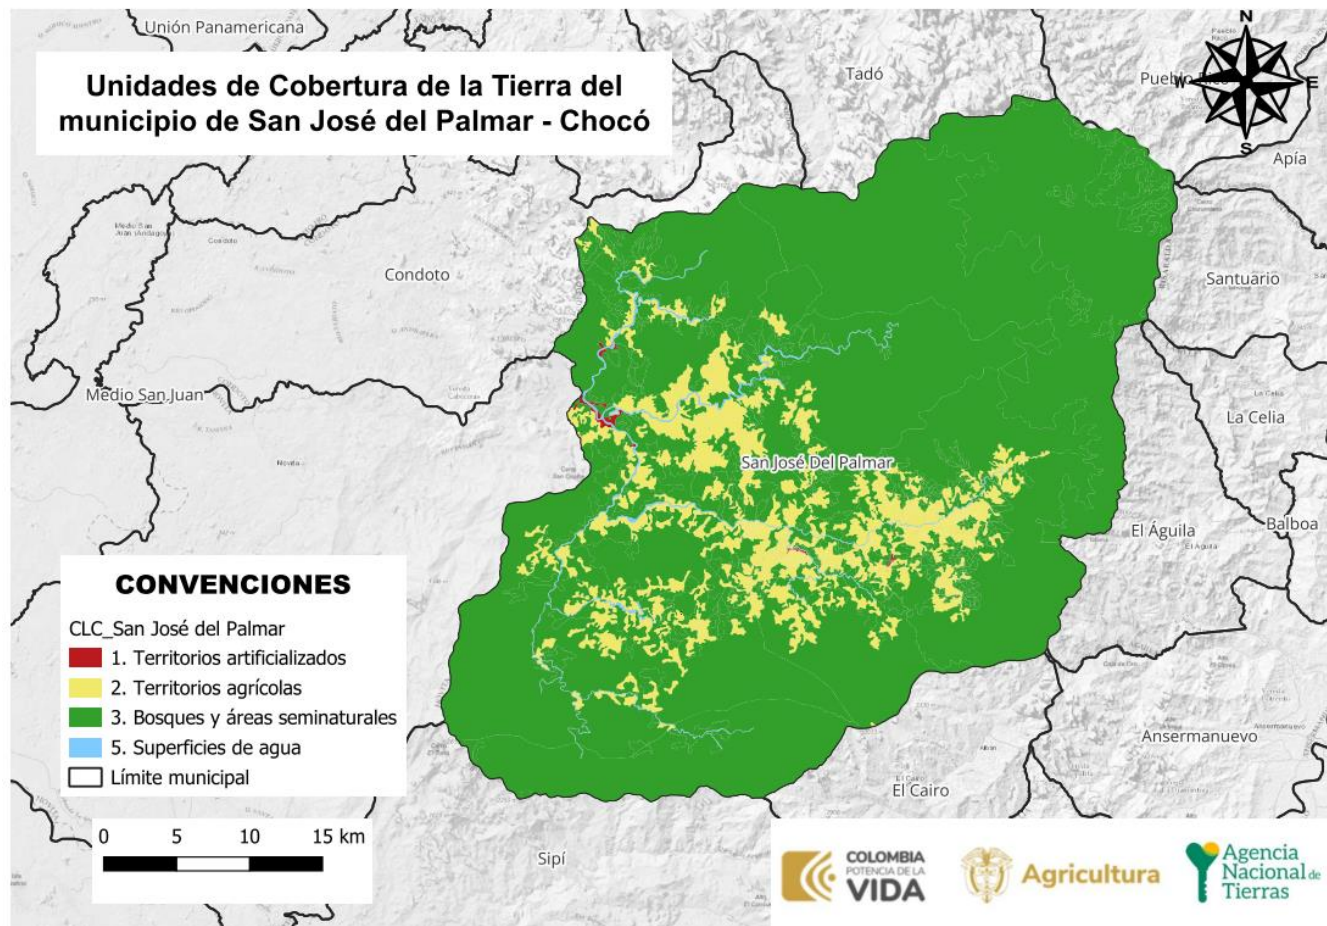 Unión Panamericana
Unidades de Cobertura de la Tierra del
municipio de San José del Palmar - Chocó
Tadó
Pueblo Rico
N
W
E
S
Apía
Condoto
Santuario
Medio San Juan
La Celia
San José Del Palmar
El Águila
Balboa
Ansermanuevo
El Cairo
Sipí
CONVENCIONES
CLC_San José del Palmar
1. Territorios artificializados
2. Territorios agrícolas
3. Bosques y áreas seminaturales
5. Superficies de agua
Límite municipal
0 5 10 15 km
COLOMBIA
POTENCIA DE LA
VIDA
Agricultura
Agencia
Nacional de
Tierras